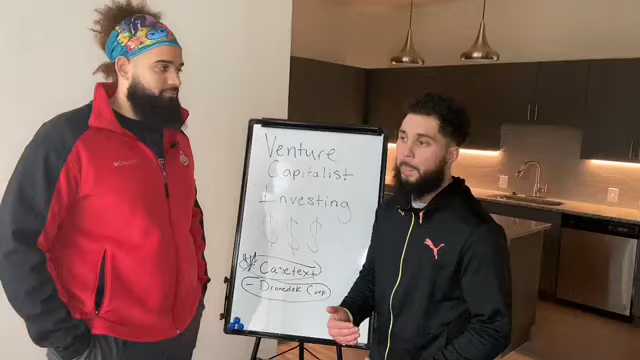 Venture
Capitalist
Investing
$ $ $
Casetext
- Dronedek Corp
Columbia